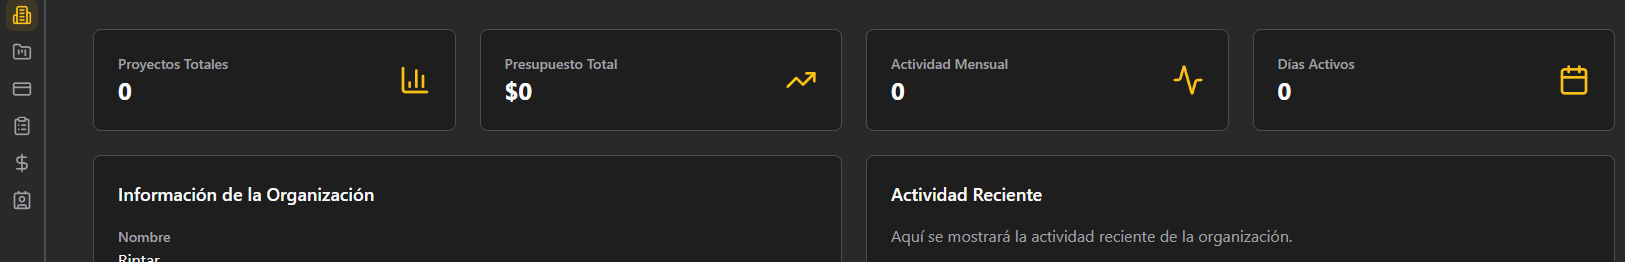 Proyectos Totales
0
Presupuesto Total
$0
Actividad Mensual
0
Días Activos
0
Información de la Organización
Nombre
Rintar
Actividad Reciente
Aquí se mostrará la actividad reciente de la organización.